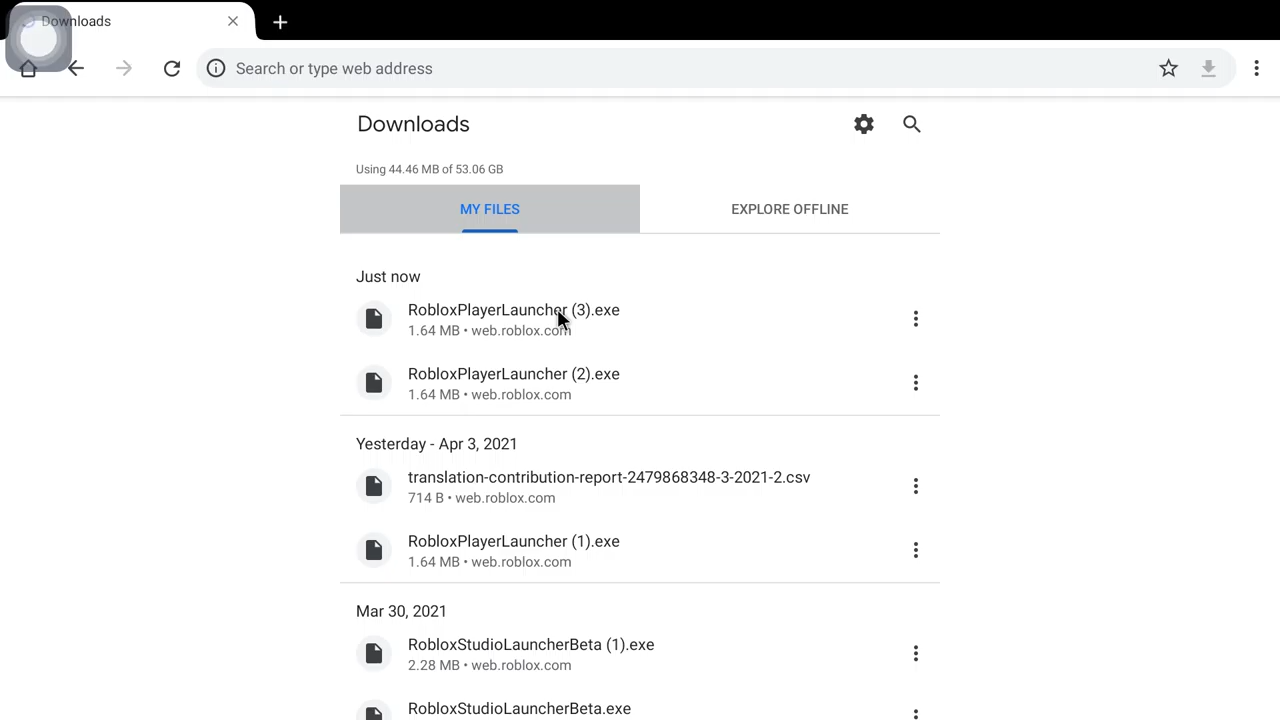 Downloads
Search or type web address
Downloads
Using 44.46 MB of 53.06 GB
MY FILES
EXPLORE OFFLINE
Just now
RobloxPlayerLauncher (3).exe
1.64 MB • web.roblox.com
RobloxPlayerLauncher (2).exe
1.64 MB • web.roblox.com
Yesterday - Apr 3, 2021
translation-contribution-report-2479868348-3-2021-2.csv
714 B • web.roblox.com
RobloxPlayerLauncher (1).exe
1.64 MB • web.roblox.com
Mar 30, 2021
RobloxStudioLauncherBeta (1).exe
2.28 MB • web.roblox.com
RobloxStudioLauncherBeta.exe